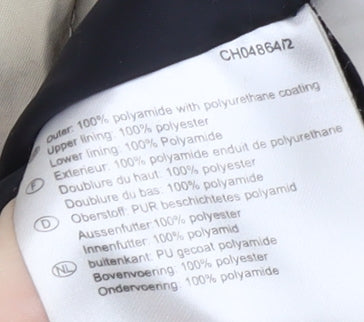 CH04864/2
outer: 100% polyamide with polyurethane coating
Upper lining: 100% polyester
Lower lining: 100% Polyamide
F Exterieur: 100% polyamide enduit de polyurethane
Doublure du haut: 100% polyester
Doublure du bas: 100% polyamide
D Oberstoff: PUR beschichtetes polyamid
Aussenfutter:100% polyester
Innenfutter: 100% polyamid
NL buitenkant: PU gecoat polyamide
Bovenvoering: 100% polyester
Ondervoering: 100% polyamide